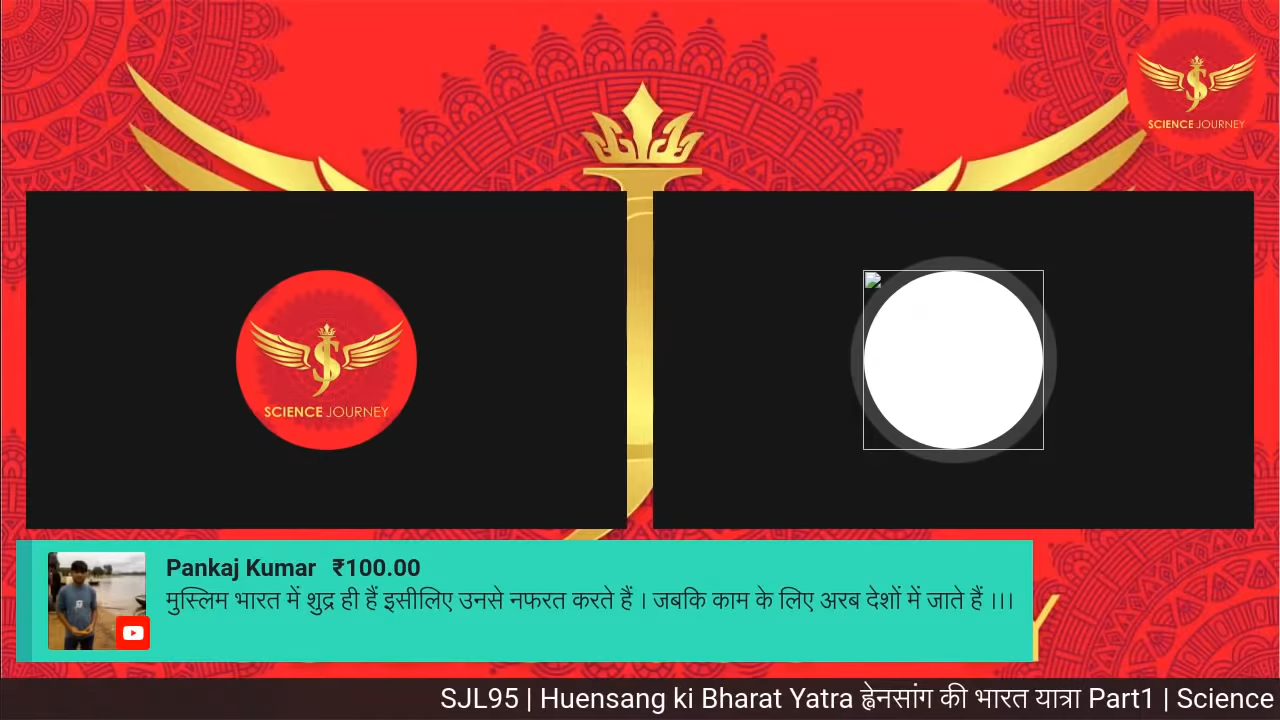 SCIENCE JOURNEY
SCIENCE JOURNEY
Pankaj Kumar ₹100.00
मुस्लिम भारत में शुद्र ही हैं इसीलिए उनसे नफरत करते हैं । जबकि काम के लिए अरब देशों में जाते हैं ।।।
SJL95 | Huensang ki Bharat Yatra ह्वेनसांग की भारत यात्रा Part1 | Science